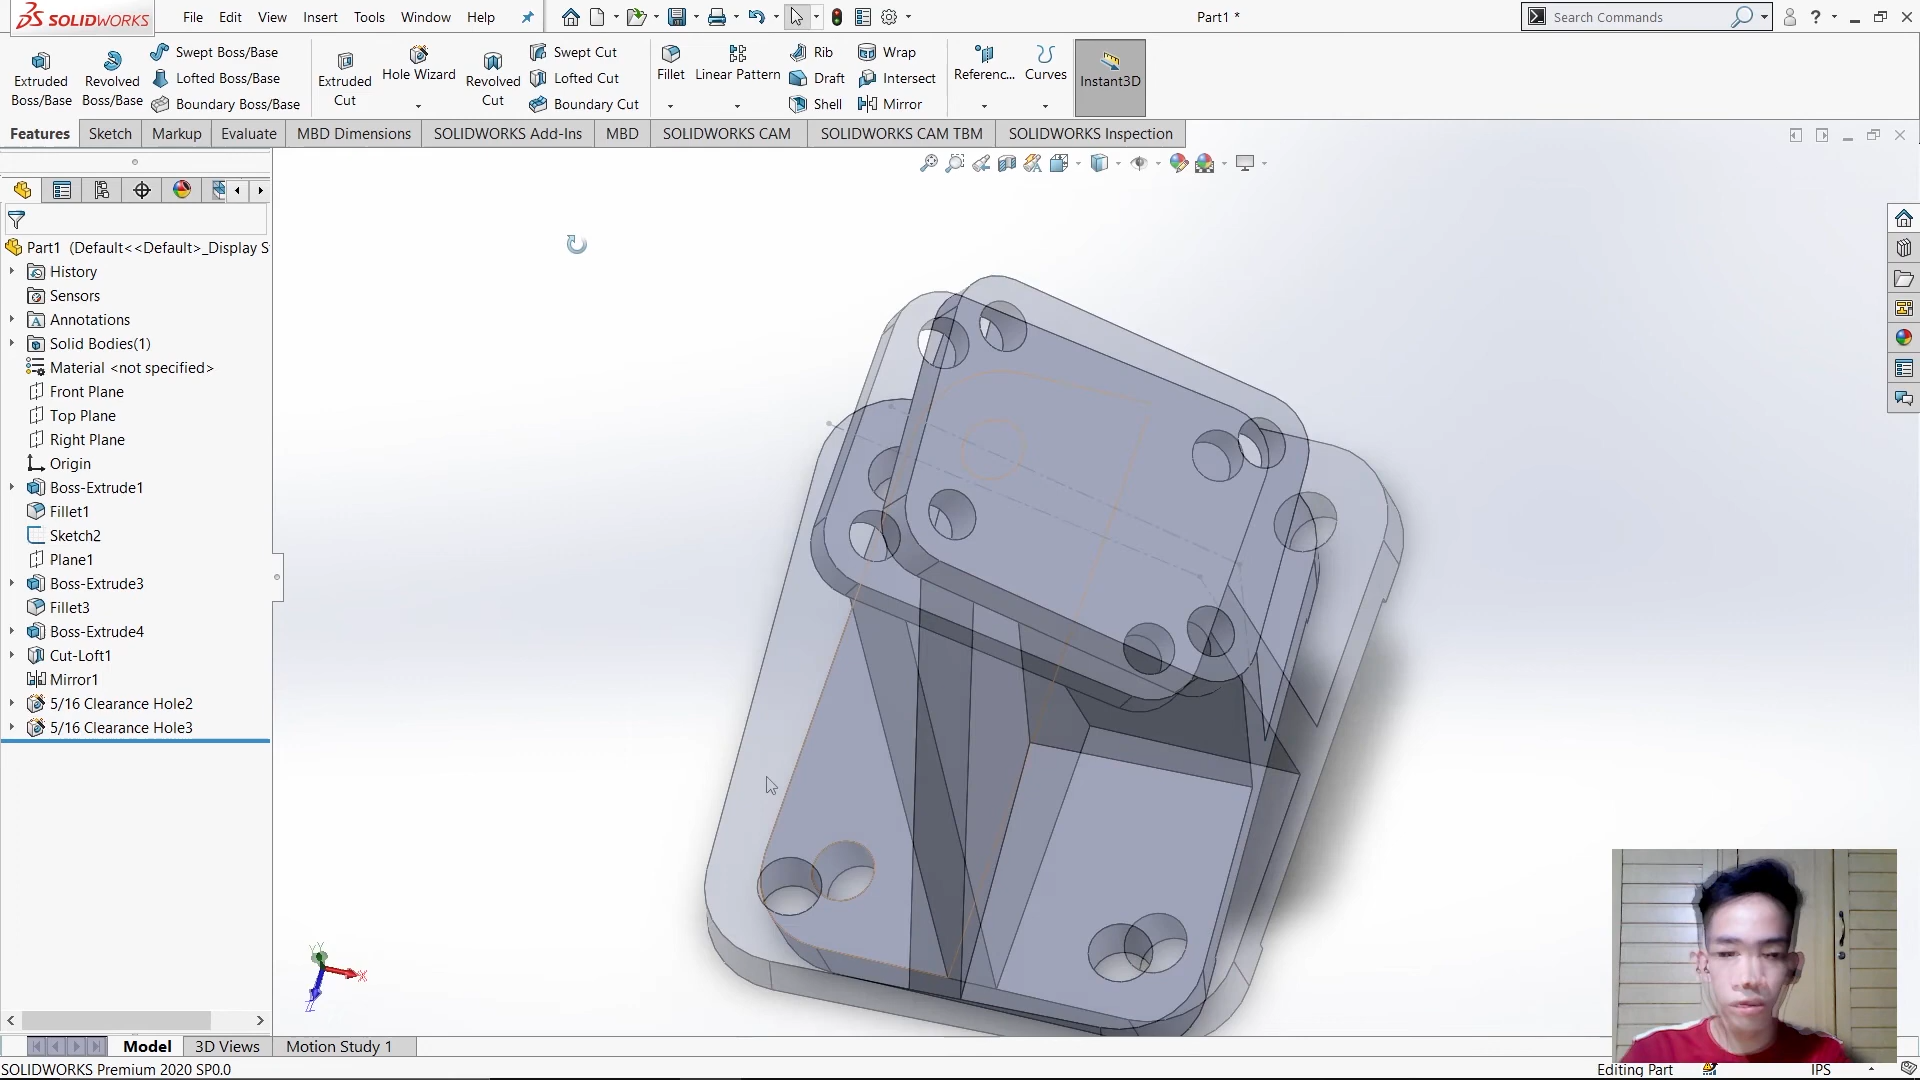 SOLIDWORKS
File Edit View Insert Tools Window Help
Part1 *
Search Commands
Extruded Boss/Base
Revolved Boss/Base
Swept Boss/Base
Lofted Boss/Base
Boundary Boss/Base
Extruded Cut
Hole Wizard
Revolved Cut
Swept Cut
Lofted Cut
Boundary Cut
Fillet
Linear Pattern
Rib
Draft
Shell
Wrap
Intersect
Mirror
Referenc...
Curves
Instant3D
Features Sketch Markup Evaluate MBD Dimensions SOLIDWORKS Add-Ins MBD SOLIDWORKS CAM SOLIDWORKS CAM TBM SOLIDWORKS Inspection
Part1 (Default<<Default>_Display S
History
Sensors
Annotations
Solid Bodies(1)
Material <not specified>
Front Plane
Top Plane
Right Plane
Origin
Boss-Extrude1
Fillet1
Sketch2
Plane1
Boss-Extrude3
Fillet3
Boss-Extrude4
Cut-Loft1
Mirror1
5/16 Clearance Hole2
5/16 Clearance Hole3
Model 3D Views Motion Study 1
SOLIDWORKS Premium 2020 SP0.0
Editing Part
IPS